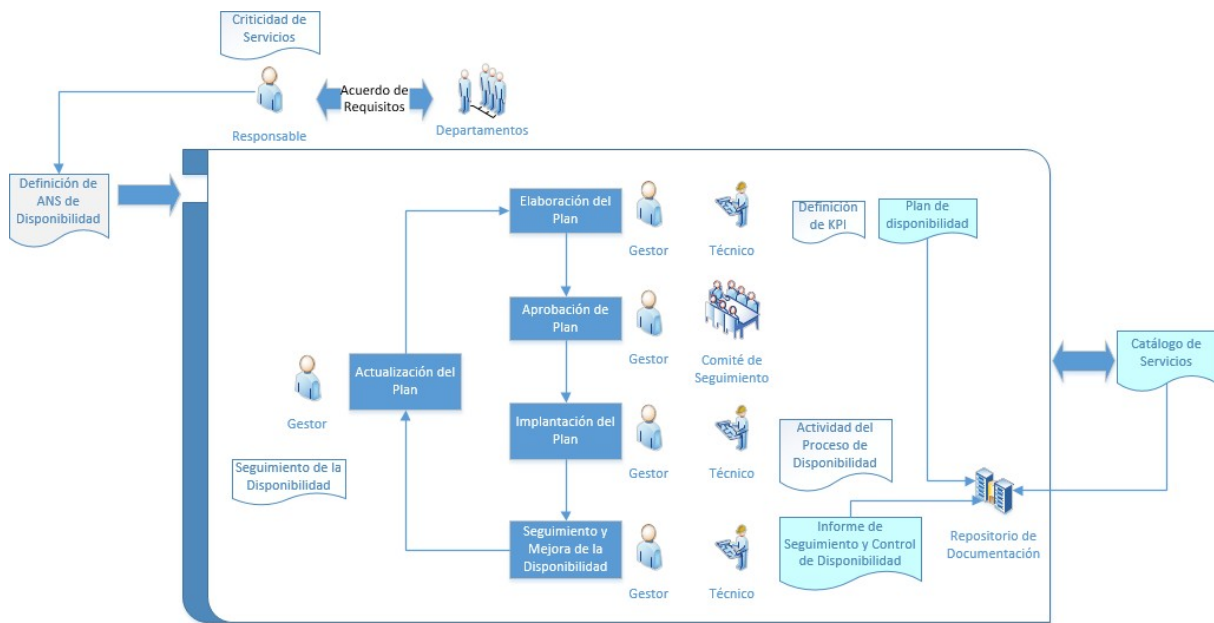 Criticidad de
Servicios
Acuerdo de
Requisitos
Responsable
Departamentos
Definición de
ANS de
Disponibilidad
Elaboración del
Plan
Gestor
Técnico
Definición
de KPI
Plan de
disponibilidad
Aprobación de
Plan
Gestor
Comité de
Seguimiento
Catálogo de
Servicios
Gestor
Actualización del
Plan
Implantación del
Plan
Gestor
Técnico
Actividad del
Proceso de
Disponibilidad
Seguimiento de la
Disponibilidad
Seguimiento y
Mejora de la
Disponibilidad
Gestor
Técnico
Informe de
Seguimiento y Control
de Disponibilidad
Repositorio de
Documentación